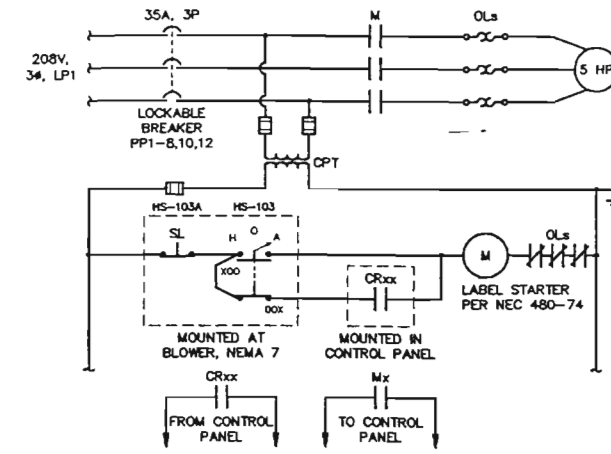 35A, 3P
M
OLs
208V,
3ø, LP1
5 HP
LOCKABLE
BREAKER
PP1-8,10,12
CPT
HS-103A
HS-103
SL
H
O
A
XOO
OOX
OLs
M
CRxx
LABEL STARTER
PER NEC 480-74
MOUNTED AT
BLOWER, NEMA 7
MOUNTED IN
CONTROL PANEL
CRxx
Mx
FROM CONTROL
PANEL
TO CONTROL
PANEL